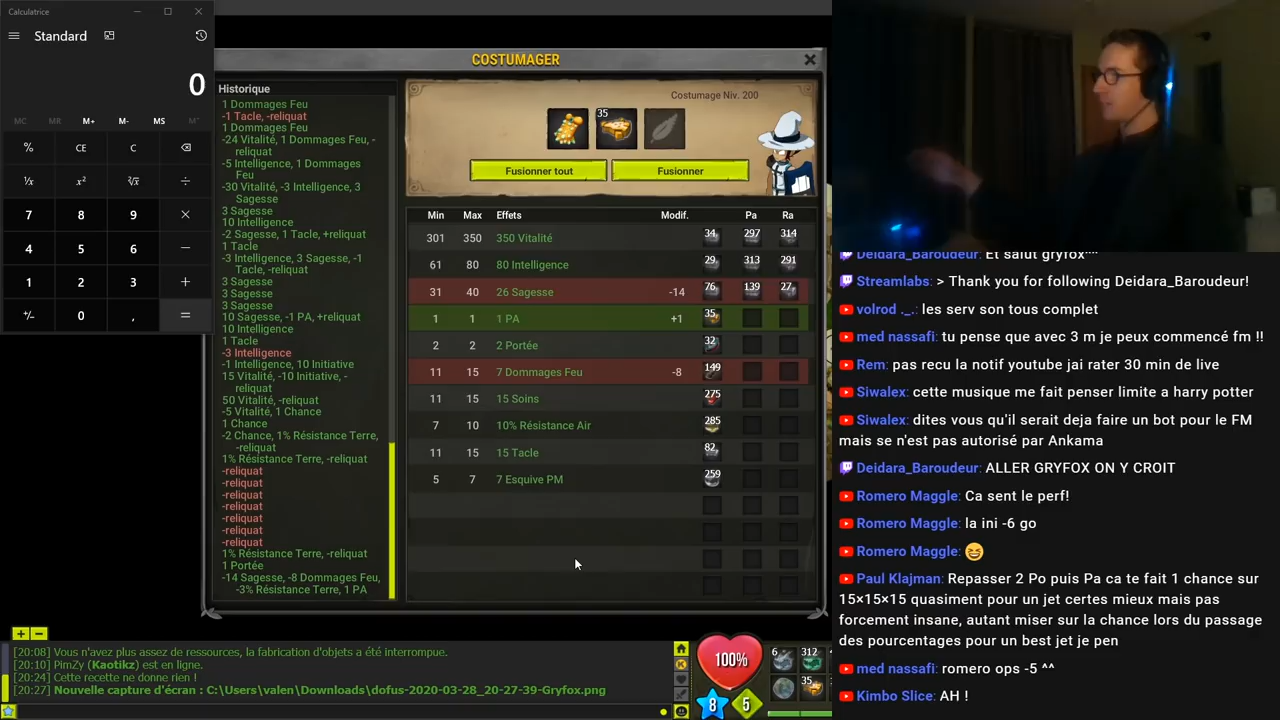 Calculatrice
Standard
0
MC MR M+ M- MS M˅
% CE C
¹/x x² ²√x ÷
7 8 9 ×
4 5 6 −
1 2 3 +
+/- 0 , =
COSTUMAGER
Historique
1 Dommages Feu
-1 Tacle, -reliquat
1 Dommages Feu
-24 Vitalité, 1 Dommages Feu, -
reliquat
-5 Intelligence, 1 Dommages
Feu
-30 Vitalité, -3 Intelligence, 3
Sagesse
3 Sagesse
10 Intelligence
-2 Sagesse, 1 Tacle, +reliquat
1 Tacle
-3 Intelligence, 3 Sagesse, -1
Tacle, -reliquat
3 Sagesse
3 Sagesse
3 Sagesse
10 Sagesse, -1 PA, +reliquat
10 Intelligence
1 Tacle
-3 Intelligence
-1 Intelligence, 10 Initiative
15 Vitalité, -10 Initiative, -
reliquat
50 Vitalité, -reliquat
-5 Vitalité, 1 Chance
1 Chance
-2 Chance, 1% Résistance Terre,
-reliquat
1% Résistance Terre, -reliquat
-reliquat
-reliquat
-reliquat
-reliquat
-reliquat
-reliquat
-reliquat
1% Résistance Terre, -reliquat
1 Portée
-14 Sagesse, -8 Dommages Feu,
-3% Résistance Terre, 1 PA
Costumage Niv. 200
35
Fusionner tout Fusionner
Min Max Effets Modif. Pa Ra
301 350 350 Vitalité 34 297 314
61 80 80 Intelligence 29 313 291
31 40 26 Sagesse -14 76 139 27
1 1 1 PA +1 35
2 2 2 Portée 32
11 15 7 Dommages Feu -8 149
11 15 15 Soins 275
7 10 10% Résistance Air 285
11 15 15 Tacle 82
5 7 7 Esquive PM 259
[20:08] Vous n'avez plus assez de ressources, la fabrication d'objets a été interrompue.
[20:10] PimZy (Kaotikz) est en ligne.
[20:24] Cette recette ne donne rien !
[20:27] Nouvelle capture d'écran : C:\Users\valen\Downloads\dofus-2020-03-28_20-27-39-Gryfox.png
100%
8 5
6 312
35
Deidara_Baroudeur: Et salut gryfox^^
Streamlabs: > Thank you for following Deidara_Baroudeur!
volrod ._.: les serv son tous complet
med nassafi: tu pense que avec 3 m je peux commencé fm !!
Rem: pas recu la notif youtube jai rater 30 min de live
Siwalex: cette musique me fait penser limite a harry potter
Siwalex: dites vous qu'il serait deja faire un bot pour le FM
mais se n'est pas autorisé par Ankama
Deidara_Baroudeur: ALLER GRYFOX ON Y CROIT
Romero Maggle: Ca sent le perf!
Romero Maggle: la ini -6 go
Romero Maggle: 😆
Paul Klajman: Repasser 2 Po puis Pa ca te fait 1 chance sur
15×15×15 quasiment pour un jet certes mieux mais pas
forcement insane, autant miser sur la chance lors du passage
des pourcentages pour un best jet je pen
med nassafi: romero ops -5 ^^
Kimbo Slice: AH !